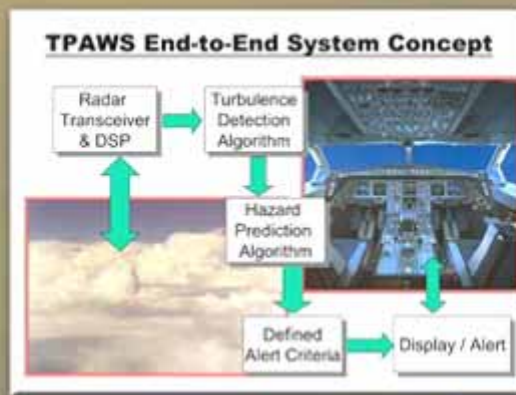 TPAWS End-to-End System Concept
Radar
Transceiver
& DSP
Turbulence
Detection
Algorithm
Hazard
Prediction
Algorithm
Defined
Alert Criteria
Display / Alert